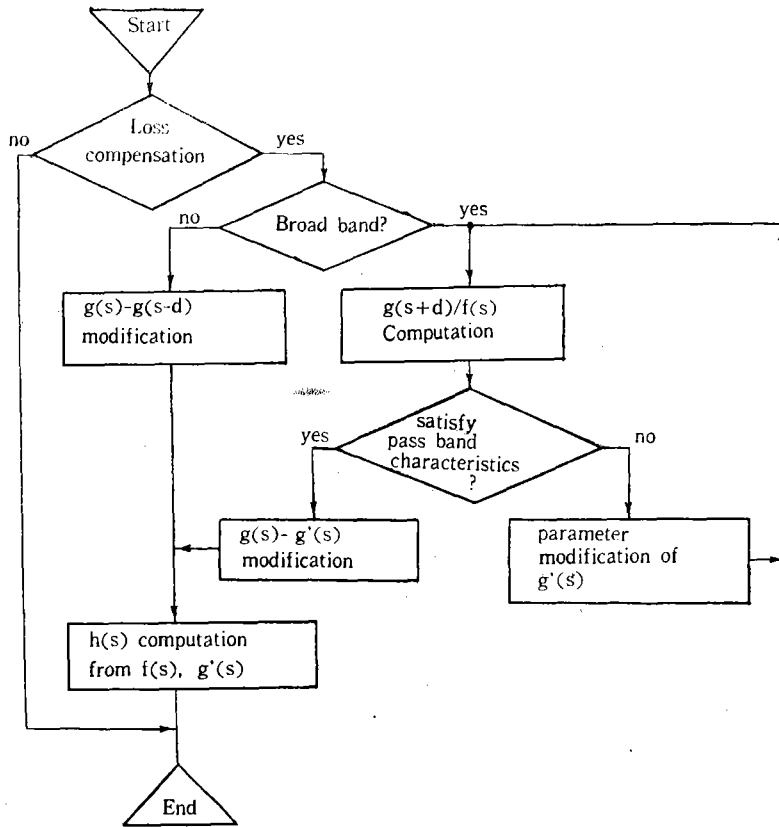 Start
Loss
compensation
no
yes
Broad band?
no
yes
g(s)-g(s-d)
modification
g(s+d)/f(s)
Computation
satisfy
pass band
characteristics
?
yes
no
g(s)- g'(s)
modification
parameter
modification of
g'(s)
h(s) computation
from f(s), g'(s)
End